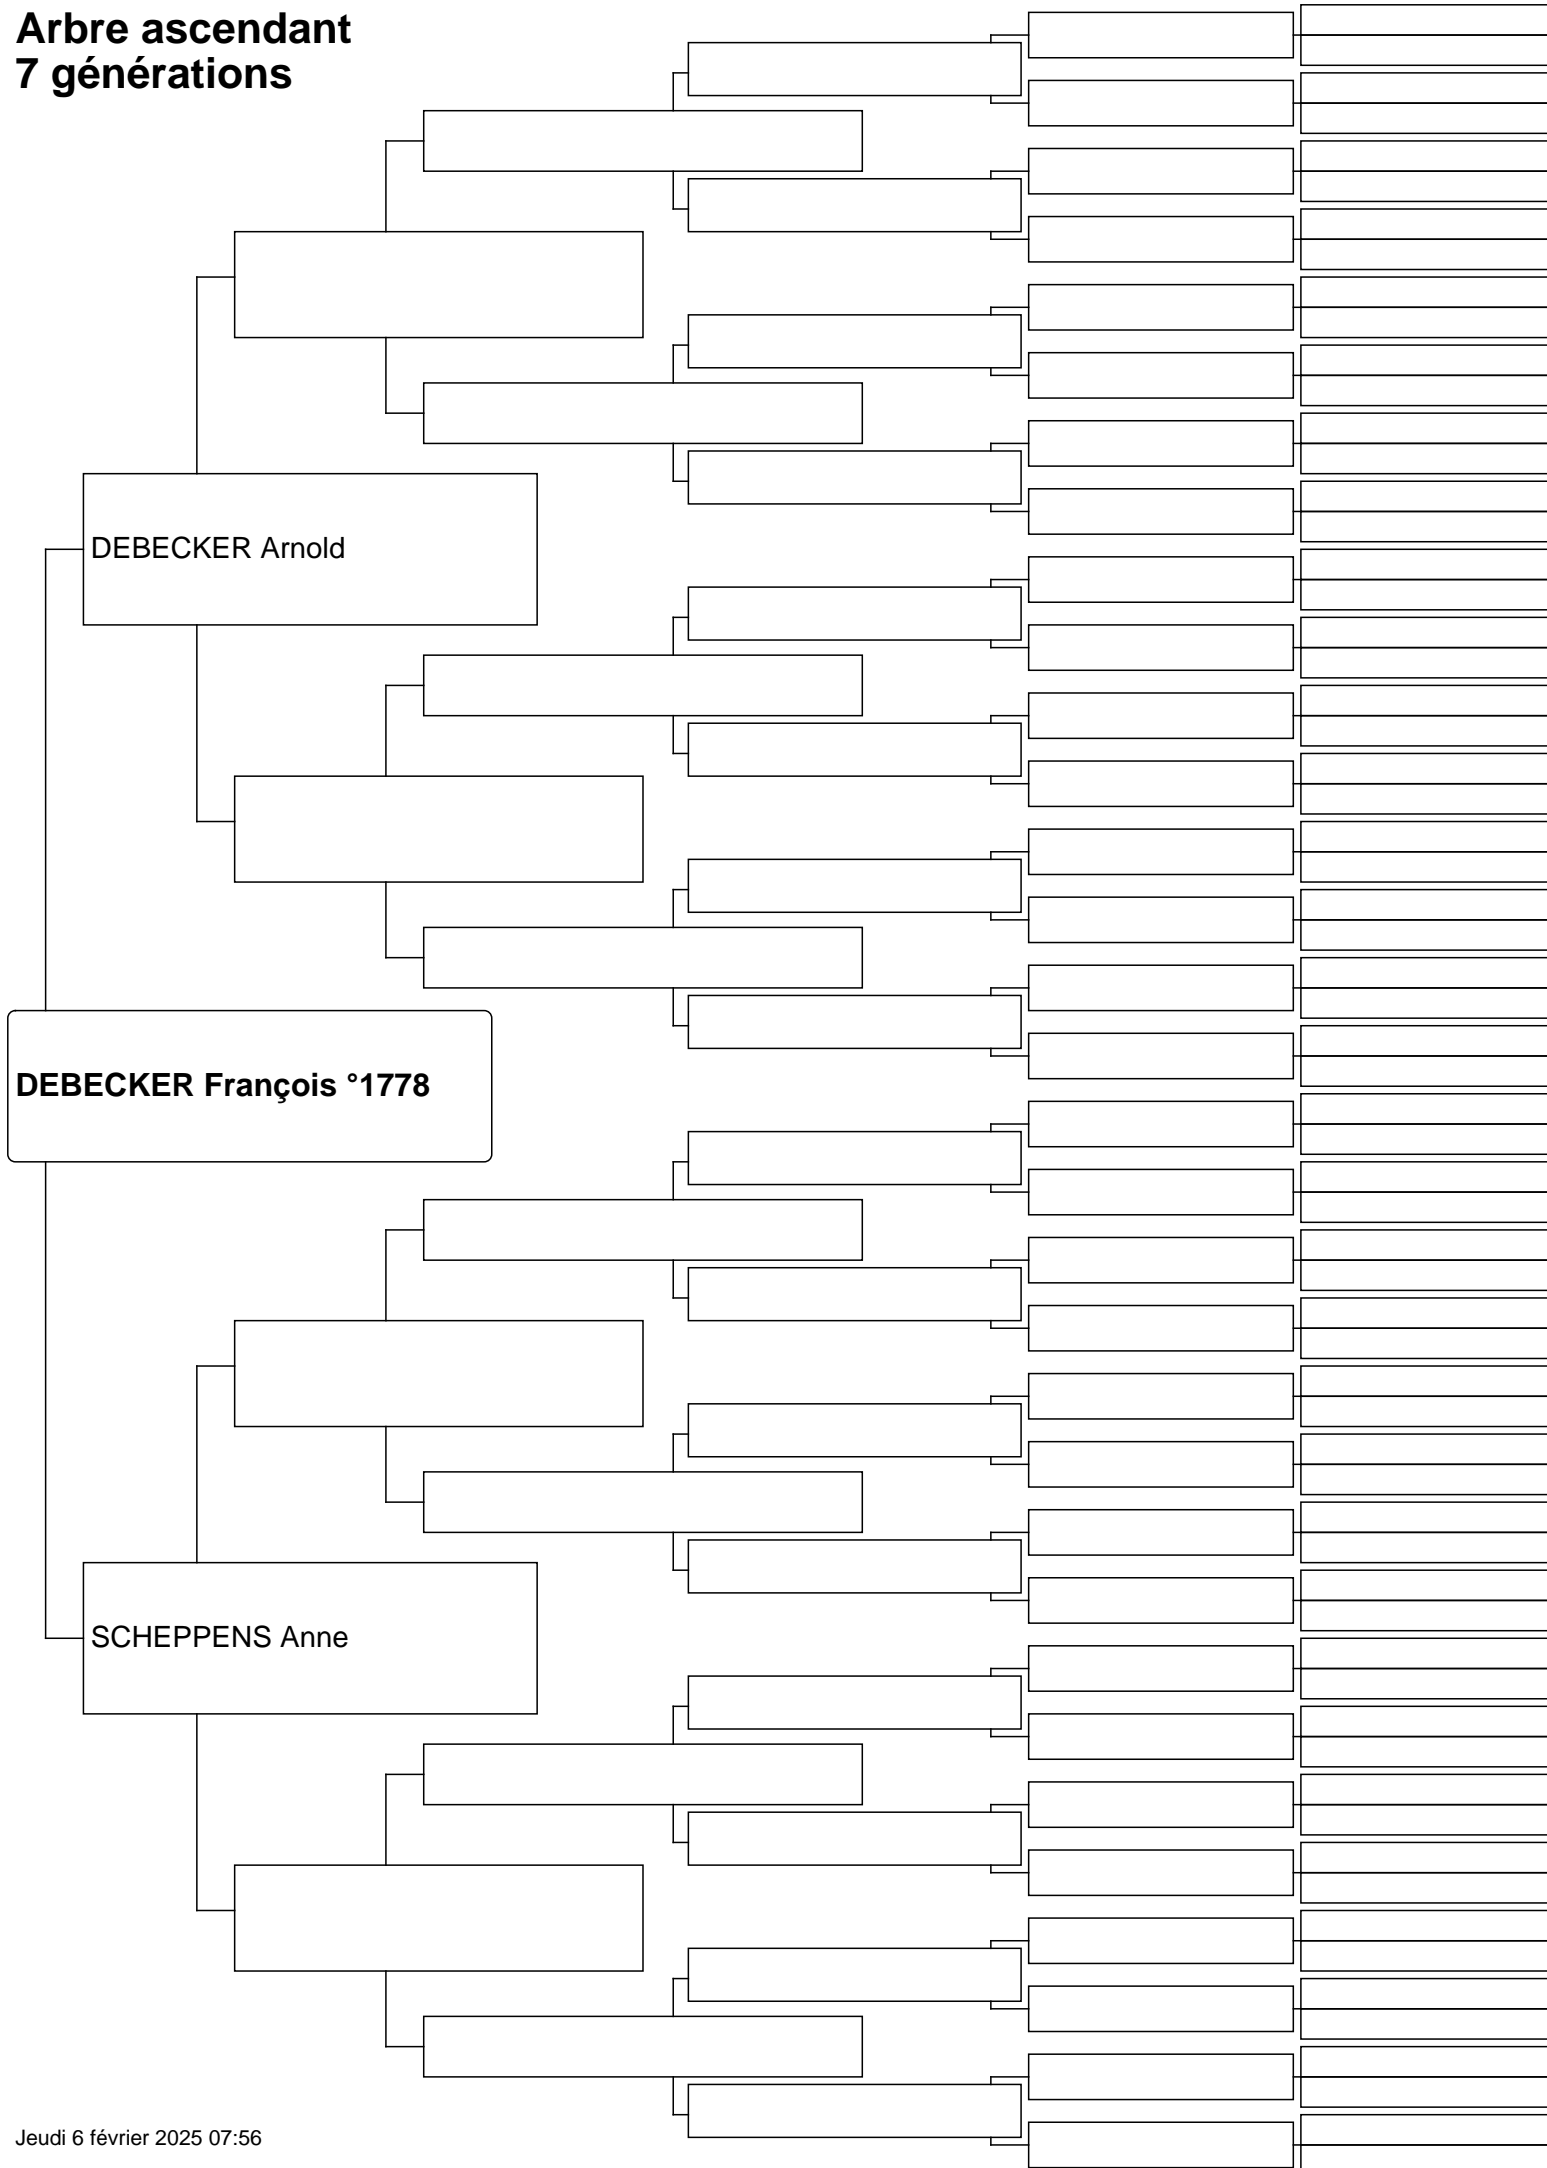 Arbre ascendant
7 générations
DEBECKER Arnold
DEBECKER François °1778
SCHEPPENS Anne
Jeudi 6 février 2025 07:56